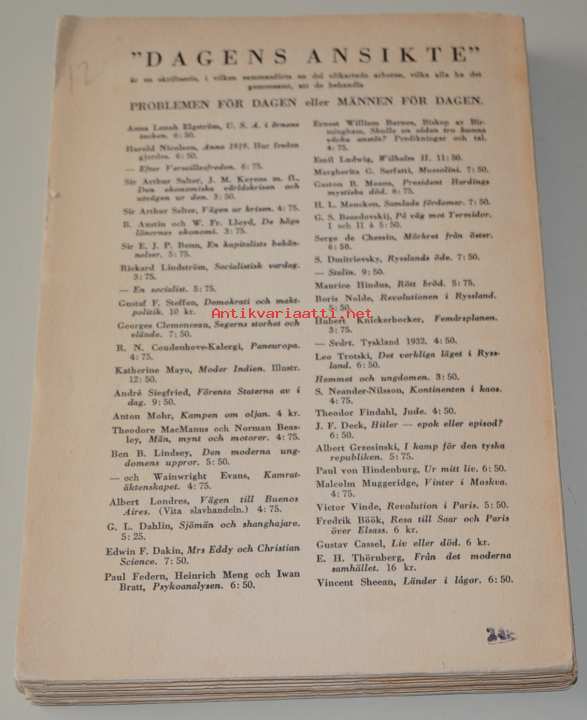 12
"DAGENS ANSIKTE"
är en skriftserie, i vilken sammanförts en del utländska arbeten, vilka alla ha det
gemensamt, att de behandla
PROBLEMEN FÖR DAGEN eller MÄNNEN FÖR DAGEN.
Anna Lenah Elgström, U. S. A. i örnens
tecken. 6: 50.
Harold Nicolson, Anno 1919. Hur freden
gjordes. 6: 50.
— Efter Versaillesfreden. 6: 75.
Sir Arthur Salter, J. M. Keynes m. fl.,
Den ekonomiska världskrisen och
utvägen ur den. 3: 50.
Sir Arthur Salter, Vägen ur krisen. 4: 75.
B. Austin och W. Fr. Lloyd, De höga
lönernas ekonomi. 3: 75.
Sir E. J. P. Benn, En kapitalists bekän-
nelser. 5: 75.
Rickard Lindström, Socialistisk vardag.
3: 75.
— En socialist. 5: 75.
Gustaf F. Steffen, Demokrati och makt-
politik. 10 kr.
Georges Clemenceau, Segerns storhet och
elände. 7: 50.
R. N. Coudenhove-Kalergi, Paneuropa.
4: 75.
Katherine Mayo, Moder Indien. Illustr.
12: 50.
André Siegfried, Förenta Staterna av i
dag. 9: 50.
Anton Mohr, Kampen om oljan. 4 kr.
Theodore MacManus och Norman Beas-
ley, Män, mynt och motorer. 4: 75.
Ben B. Lindsey, Den moderna ung-
domens uppror. 5: 50.
— och Wainwright Evans, Kamrat-
äktenskapet. 4: 75.
Albert Londres, Vägen till Buenos
Aires. (Vita slavhandeln.) 4: 75.
G. L. Dahlin, Sjömän och shanghajare.
5: 25.
Edwin F. Dakin, Mrs Eddy och Christian
Science. 7: 50.
Paul Federn, Heinrich Meng och Iwan
Bratt, Psykoanalysen. 6: 50.
Ernest William Barnes, Biskop av Bir-
mingham, Skulle en sådan tro kunna
väcka anstöt? Predikningar och tal.
4: 75.
Emil Ludwig, Wilhelm II. 11: 50.
Margherita G. Sarfatti, Mussolini. 7: 50.
Gaston B. Means, President Hardings
mystiska död. 6: 75.
H. L. Mencken, Samlade fördomar. 7: 50.
G. S. Bessedovskij, På väg mot Termidor.
I och II à 5: 50.
Serge de Chessin, Mörkret från öster.
6: 50.
S. Dmitrievsky, Rysslands öde. 7: 50.
— Stalin. 9: 50.
Maurice Hindus, Rött bröd. 5: 75.
Boris Nolde, Revolutionen i Ryssland.
5: 50.
Hubert Knickerbocker, Femårsplanen.
3: 75.
— Svårt. Tyskland 1932. 4: 75.
Leo Trotski, Det verkliga läget i Ryss-
land. 6: 50.
Hemmet och ungdomen. 3: 50.
S. Neander-Nilsson, Kontinenten i kaos.
4: 75.
Theodor Findahl, Jude. 4: 50.
J. F. Deck, Hitler — epok eller episod?
6: 50.
Albert Grzesinski, I kamp för den tyska
republiken. 5: 75.
Paul von Hindenburg, Ur mitt liv. 6: 50.
Malcolm Muggeridge, Vinter i Moskva.
4: 75.
Victor Vinde, Revolution i Paris. 5: 50.
Fredrik Böök, Resa till Saar och Paris
över Elsass. 6 kr.
Gustav Cassel, Liv eller död. 6 kr.
E. H. Thörnberg, Från det moderna
samhället. 16 kr.
Vincent Sheean, Länder i lågor. 6: 50.
Antikvariaatti.net